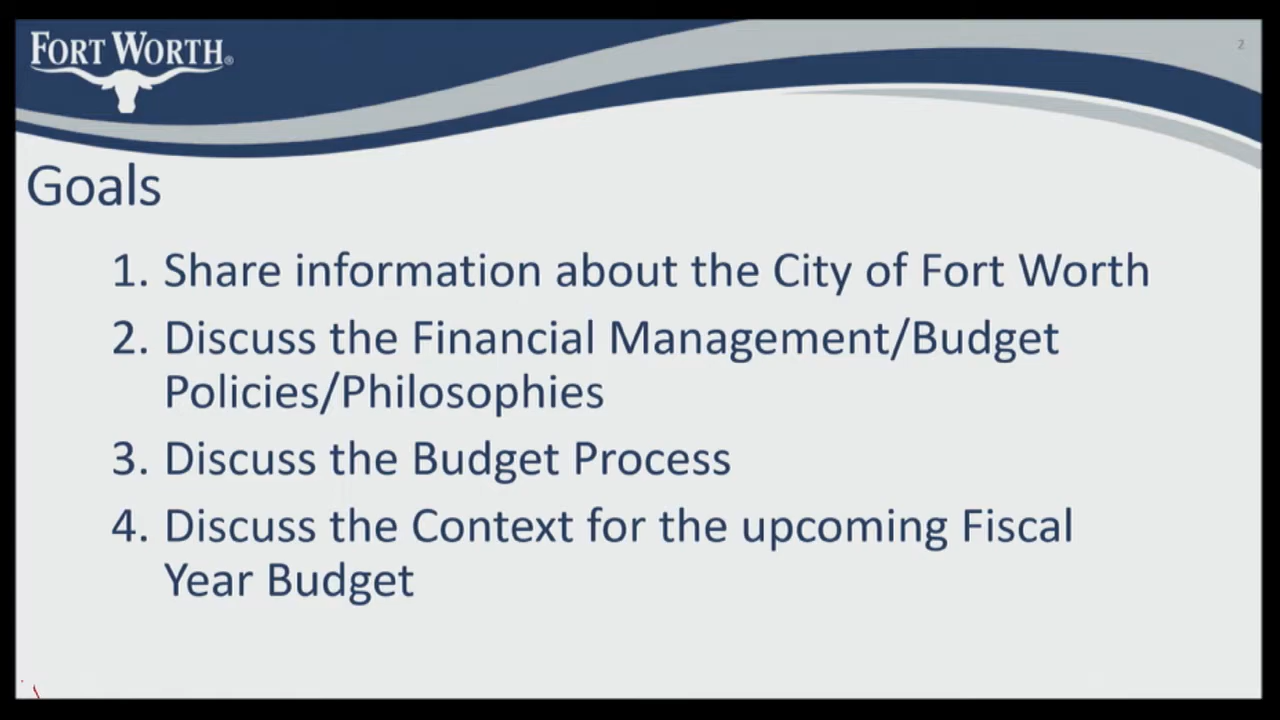 FORT WORTH®
2
Goals
1. Share information about the City of Fort Worth
2. Discuss the Financial Management/Budget
Policies/Philosophies
3. Discuss the Budget Process
4. Discuss the Context for the upcoming Fiscal
Year Budget